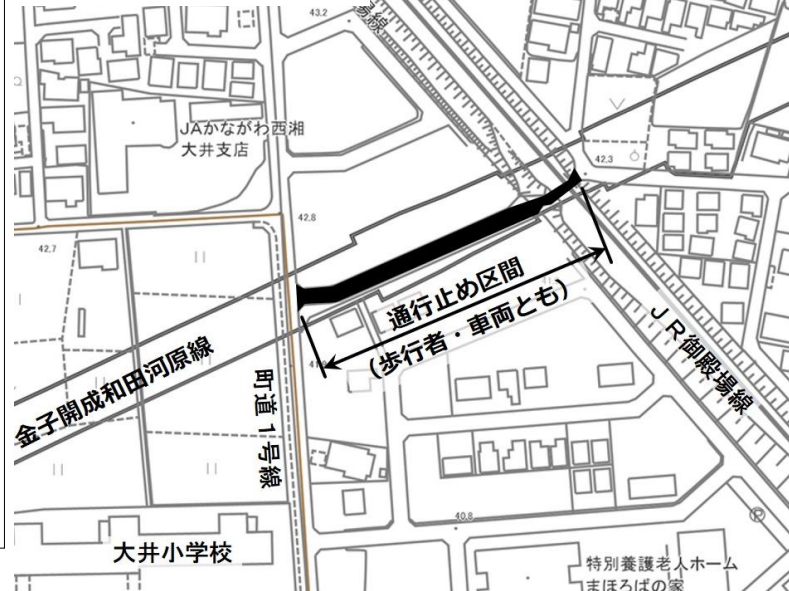 43.2
場線
JAかながわ西湘
大井支店
42.3
42.8
42.7
通行止め区間
（歩行者・車両とも）
JR御殿場線
金子開成和田河原線
町道1号線
40.8
大井小学校
特別養護老人ホーム
まほろばの家